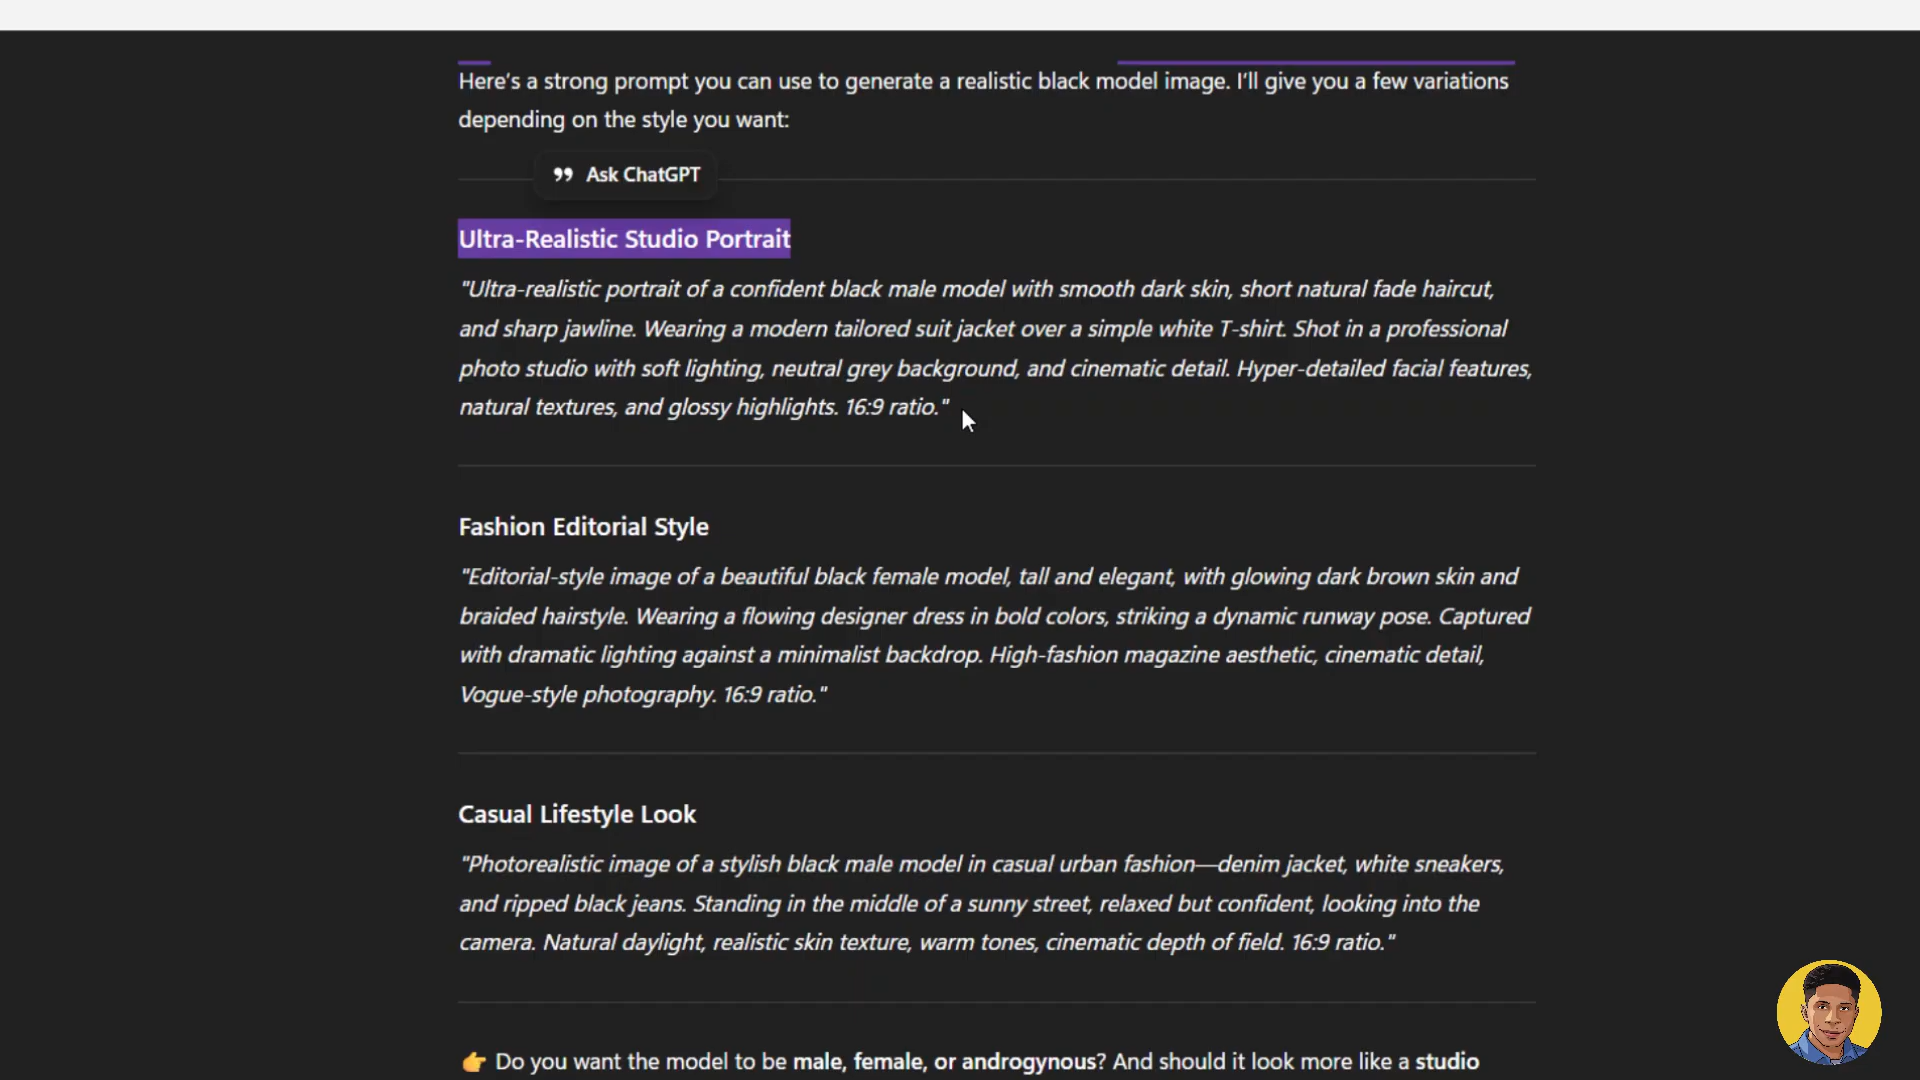 Here's a strong prompt you can use to generate a realistic black model image. I'll give you a few variations
depending on the style you want:
Ask ChatGPT
Ultra-Realistic Studio Portrait
"Ultra-realistic portrait of a confident black male model with smooth dark skin, short natural fade haircut,
and sharp jawline. Wearing a modern tailored suit jacket over a simple white T-shirt. Shot in a professional
photo studio with soft lighting, neutral grey background, and cinematic detail. Hyper-detailed facial features,
natural textures, and glossy highlights. 16:9 ratio."
Fashion Editorial Style
"Editorial-style image of a beautiful black female model, tall and elegant, with glowing dark brown skin and
braided hairstyle. Wearing a flowing designer dress in bold colors, striking a dynamic runway pose. Captured
with dramatic lighting against a minimalist backdrop. High-fashion magazine aesthetic, cinematic detail,
Vogue-style photography. 16:9 ratio."
Casual Lifestyle Look
"Photorealistic image of a stylish black male model in casual urban fashion—denim jacket, white sneakers,
and ripped black jeans. Standing in the middle of a sunny street, relaxed but confident, looking into the
camera. Natural daylight, realistic skin texture, warm tones, cinematic depth of field. 16:9 ratio."
👉 Do you want the model to be male, female, or androgynous? And should it look more like a studio